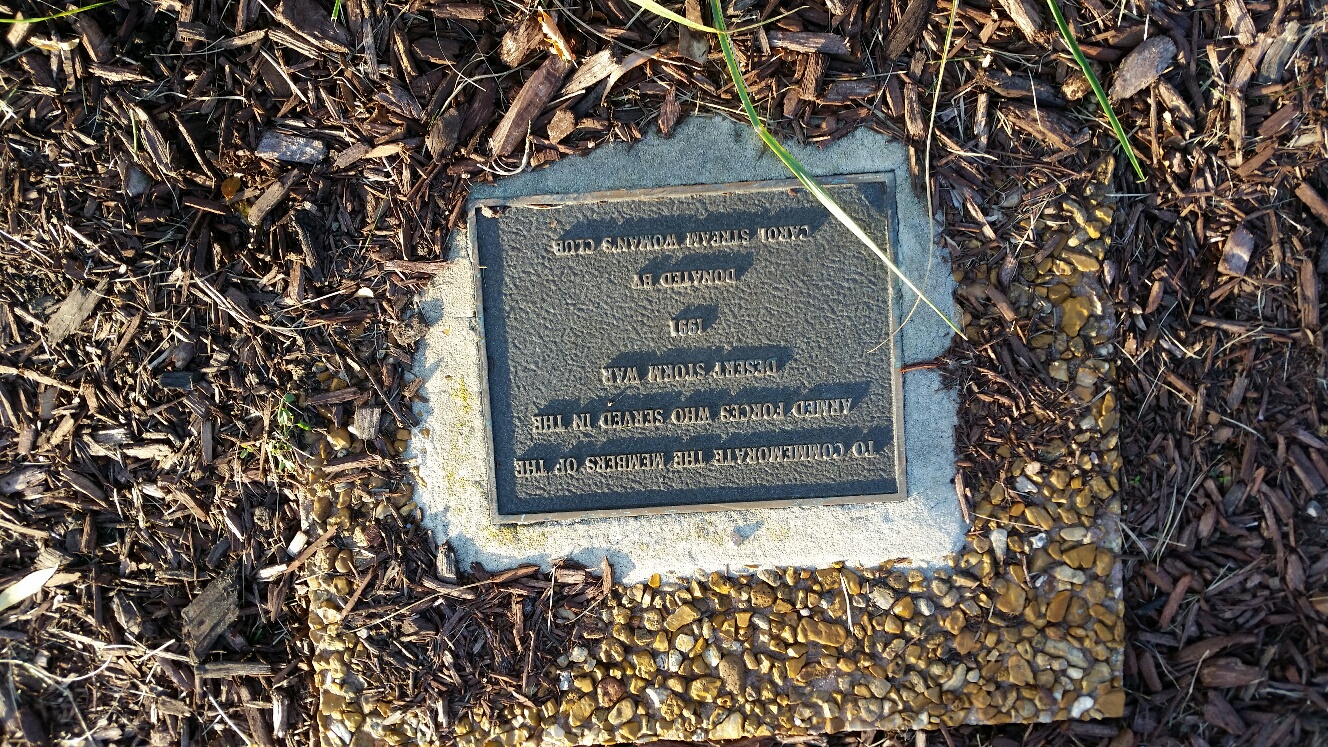 TO COMMEMORATE THE MEMBERS OF THE
ARMED FORCES WHO SERVED IN THE
DESERT STORM WAR
1991
DONATED BY
CAROL STREAM WOMAN'S CLUB